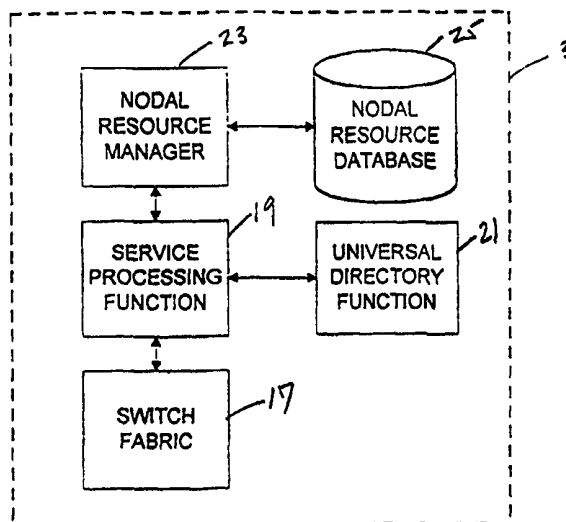 23
25
3
NODAL
RESOURCE
MANAGER
NODAL
RESOURCE
DATABASE
19
21
SERVICE
PROCESSING
FUNCTION
UNIVERSAL
DIRECTORY
FUNCTION
17
SWITCH
FABRIC